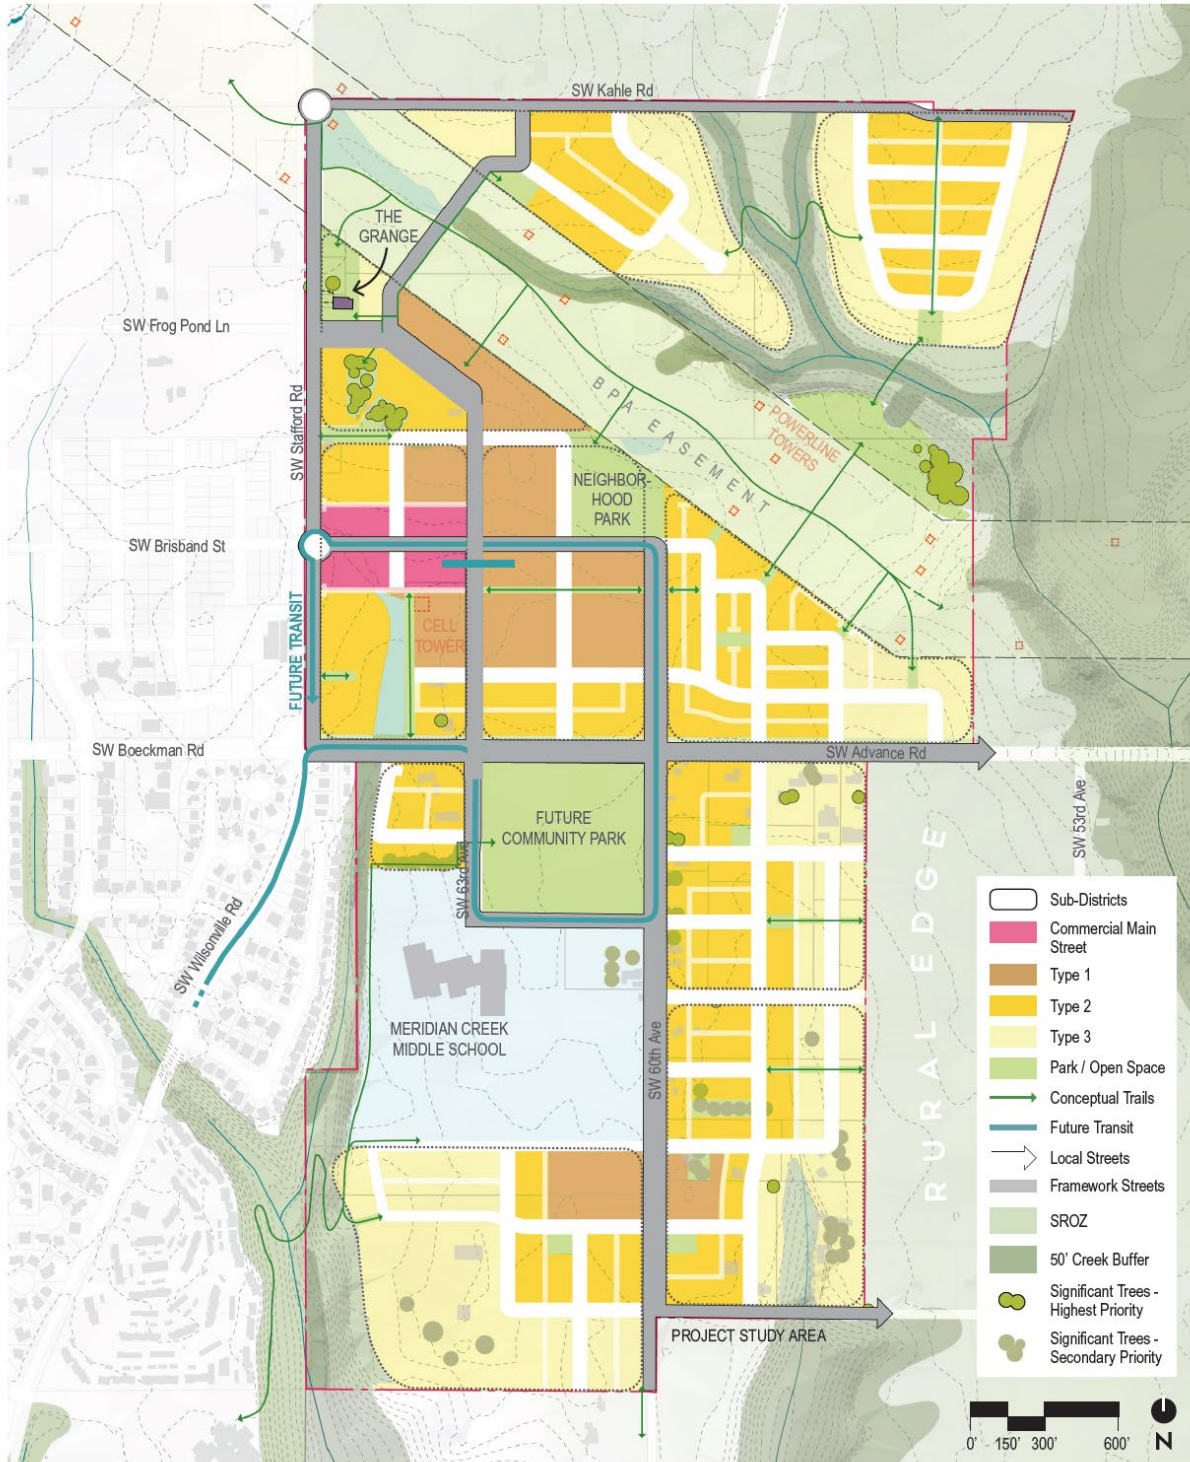 SW Kahle Rd
THE
GRANGE
SW Frog Pond Ln
SW Stafford Rd
BPA EASEMENT
POWERLINE
TOWERS
NEIGHBOR-
HOOD
PARK
SW Brisband St
FUTURE TRANSIT
CELL
TOWER
SW Boeckman Rd
SW Advance Rd
FUTURE
COMMUNITY PARK
SW 63rd Ave
SW 53rd Ave
SW Wilsonville Rd
RURAL EDGE
MERIDIAN CREEK
MIDDLE SCHOOL
SW 60th Ave
PROJECT STUDY AREA
Sub-Districts
Commercial Main
Street
Type 1
Type 2
Type 3
Park / Open Space
Conceptual Trails
Future Transit
Local Streets
Framework Streets
SROZ
50' Creek Buffer
Significant Trees -
Highest Priority
Significant Trees -
Secondary Priority
0' 150' 300' 600'
N